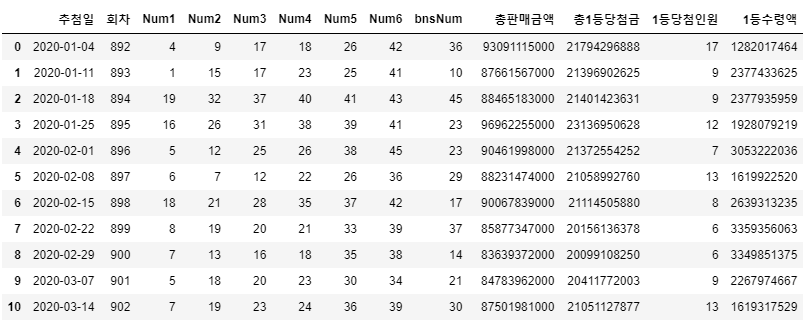 추첨일 회차 Num1 Num2 Num3 Num4 Num5 Num6 bnsNum 총판매금액 총1등당첨금 1등당첨인원 1등수령액
0 2020-01-04 892 4 9 17 18 26 42 36 93091115000 21794296888 17 1282017464
1 2020-01-11 893 1 15 17 23 25 41 10 87661567000 21396902625 9 2377433625
2 2020-01-18 894 19 32 37 40 41 43 45 88465183000 21401423631 9 2377935959
3 2020-01-25 895 16 26 31 38 39 41 23 96962255000 23136950628 12 1928079219
4 2020-02-01 896 5 12 25 26 38 45 23 90461998000 21372554252 7 3053222036
5 2020-02-08 897 6 7 12 22 26 36 29 88231474000 21058992760 13 1619922520
6 2020-02-15 898 18 21 28 35 37 42 17 90067839000 21114505880 8 2639313235
7 2020-02-22 899 8 19 20 21 33 39 37 85877347000 20156136378 6 3359356063
8 2020-02-29 900 7 13 16 18 35 38 14 83639372000 20099108250 6 3349851375
9 2020-03-07 901 5 18 20 23 30 34 21 84783962000 20411772003 9 2267974667
10 2020-03-14 902 7 19 23 24 36 39 30 87501981000 21051127877 13 1619317529